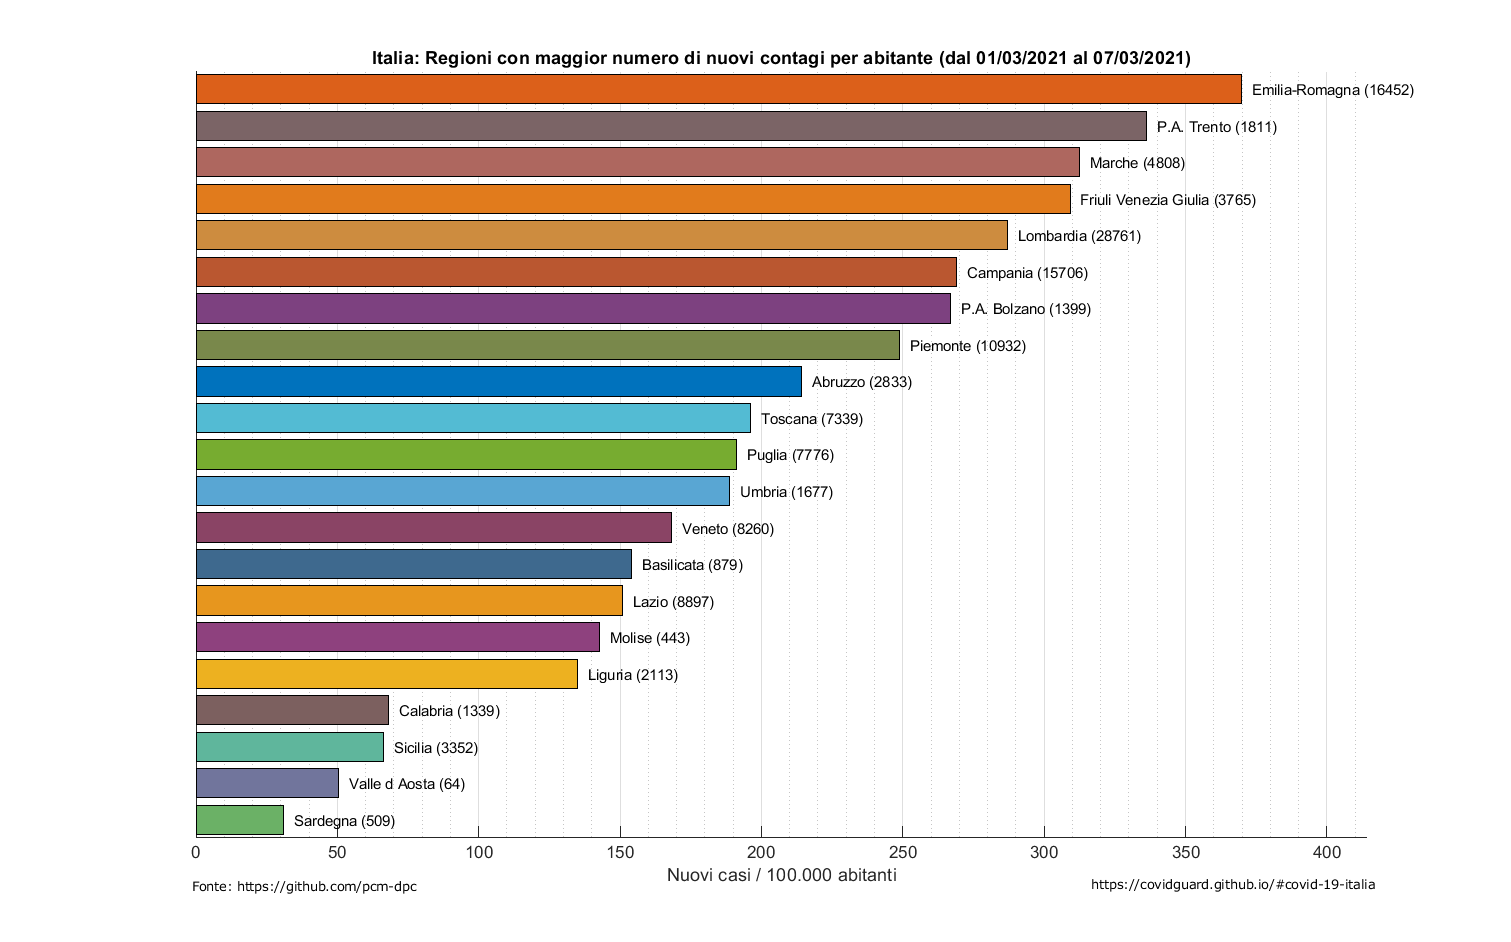 Italia: Regioni con maggior numero di nuovi contagi per abitante (dal 01/03/2021 al 07/03/2021)
Emilia-Romagna (16452)
P.A. Trento (1811)
Marche (4808)
Friuli Venezia Giulia (3765)
Lombardia (28761)
Campania (15706)
P.A. Bolzano (1399)
Piemonte (10932)
Abruzzo (2833)
Toscana (7339)
Puglia (7776)
Umbria (1677)
Veneto (8260)
Basilicata (879)
Lazio (8897)
Molise (443)
Liguria (2113)
Calabria (1339)
Sicilia (3352)
Valle d Aosta (64)
Sardegna (509)
0 50 100 150 200 250 300 350 400
Nuovi casi / 100.000 abitanti
Fonte: https://github.com/pcm-dpc
https://covidguard.github.io/#covid-19-italia